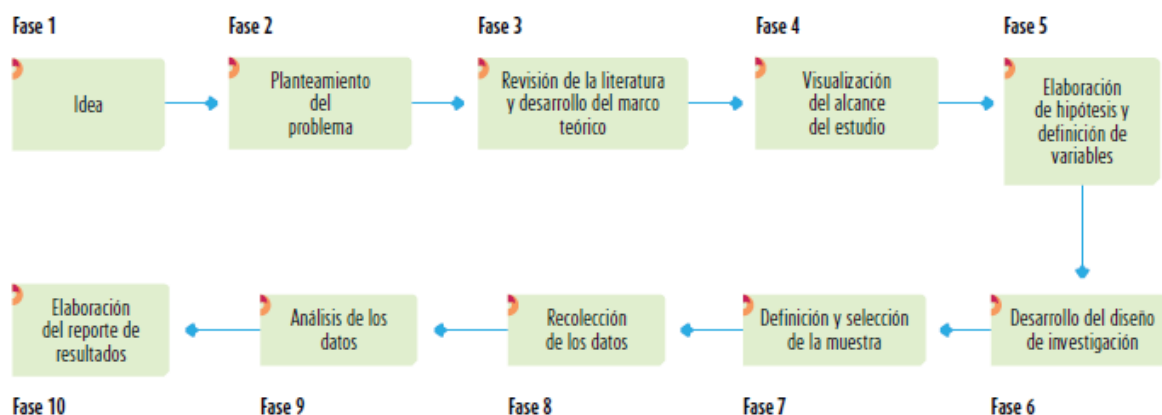 Fase 1
Idea
Fase 2
Planteamiento
del
problema
Fase 3
Revisión de la literatura
y desarrollo del marco
teórico
Fase 4
Visualización
del alcance
del estudio
Fase 5
Elaboración
de hipótesis y
definición de
variables
Desarrollo del diseño
de investigación
Fase 6
Definición y selección
de la muestra
Fase 7
Recolección
de los datos
Fase 8
Análisis de los
datos
Fase 9
Elaboración
del reporte de
resultados
Fase 10